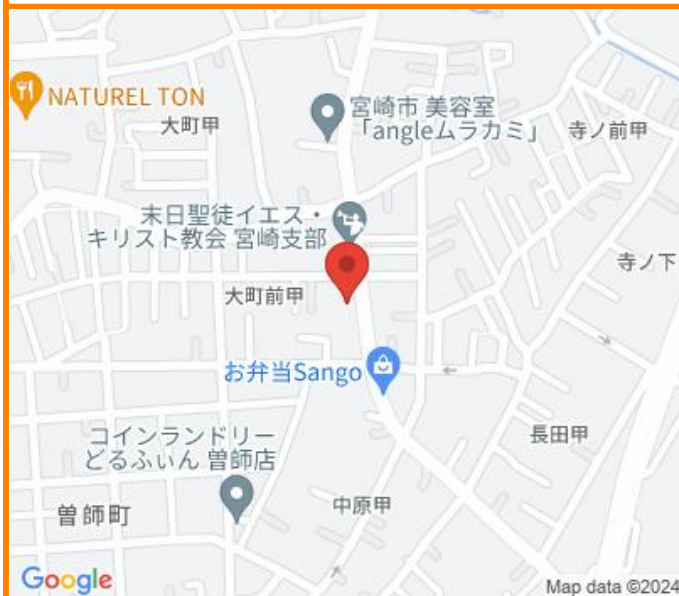 NATUREL TON
大町甲
宮崎市 美容室
「angleムラカミ」
寺ノ前甲
末日聖徒イエス・
キリスト教会 宮崎支部
寺ノ下
大町前甲
お弁当Sango
コインランドリー
どるふぃん 曽師店
長田甲
曽師町
中原甲
Google
Map data ©2024